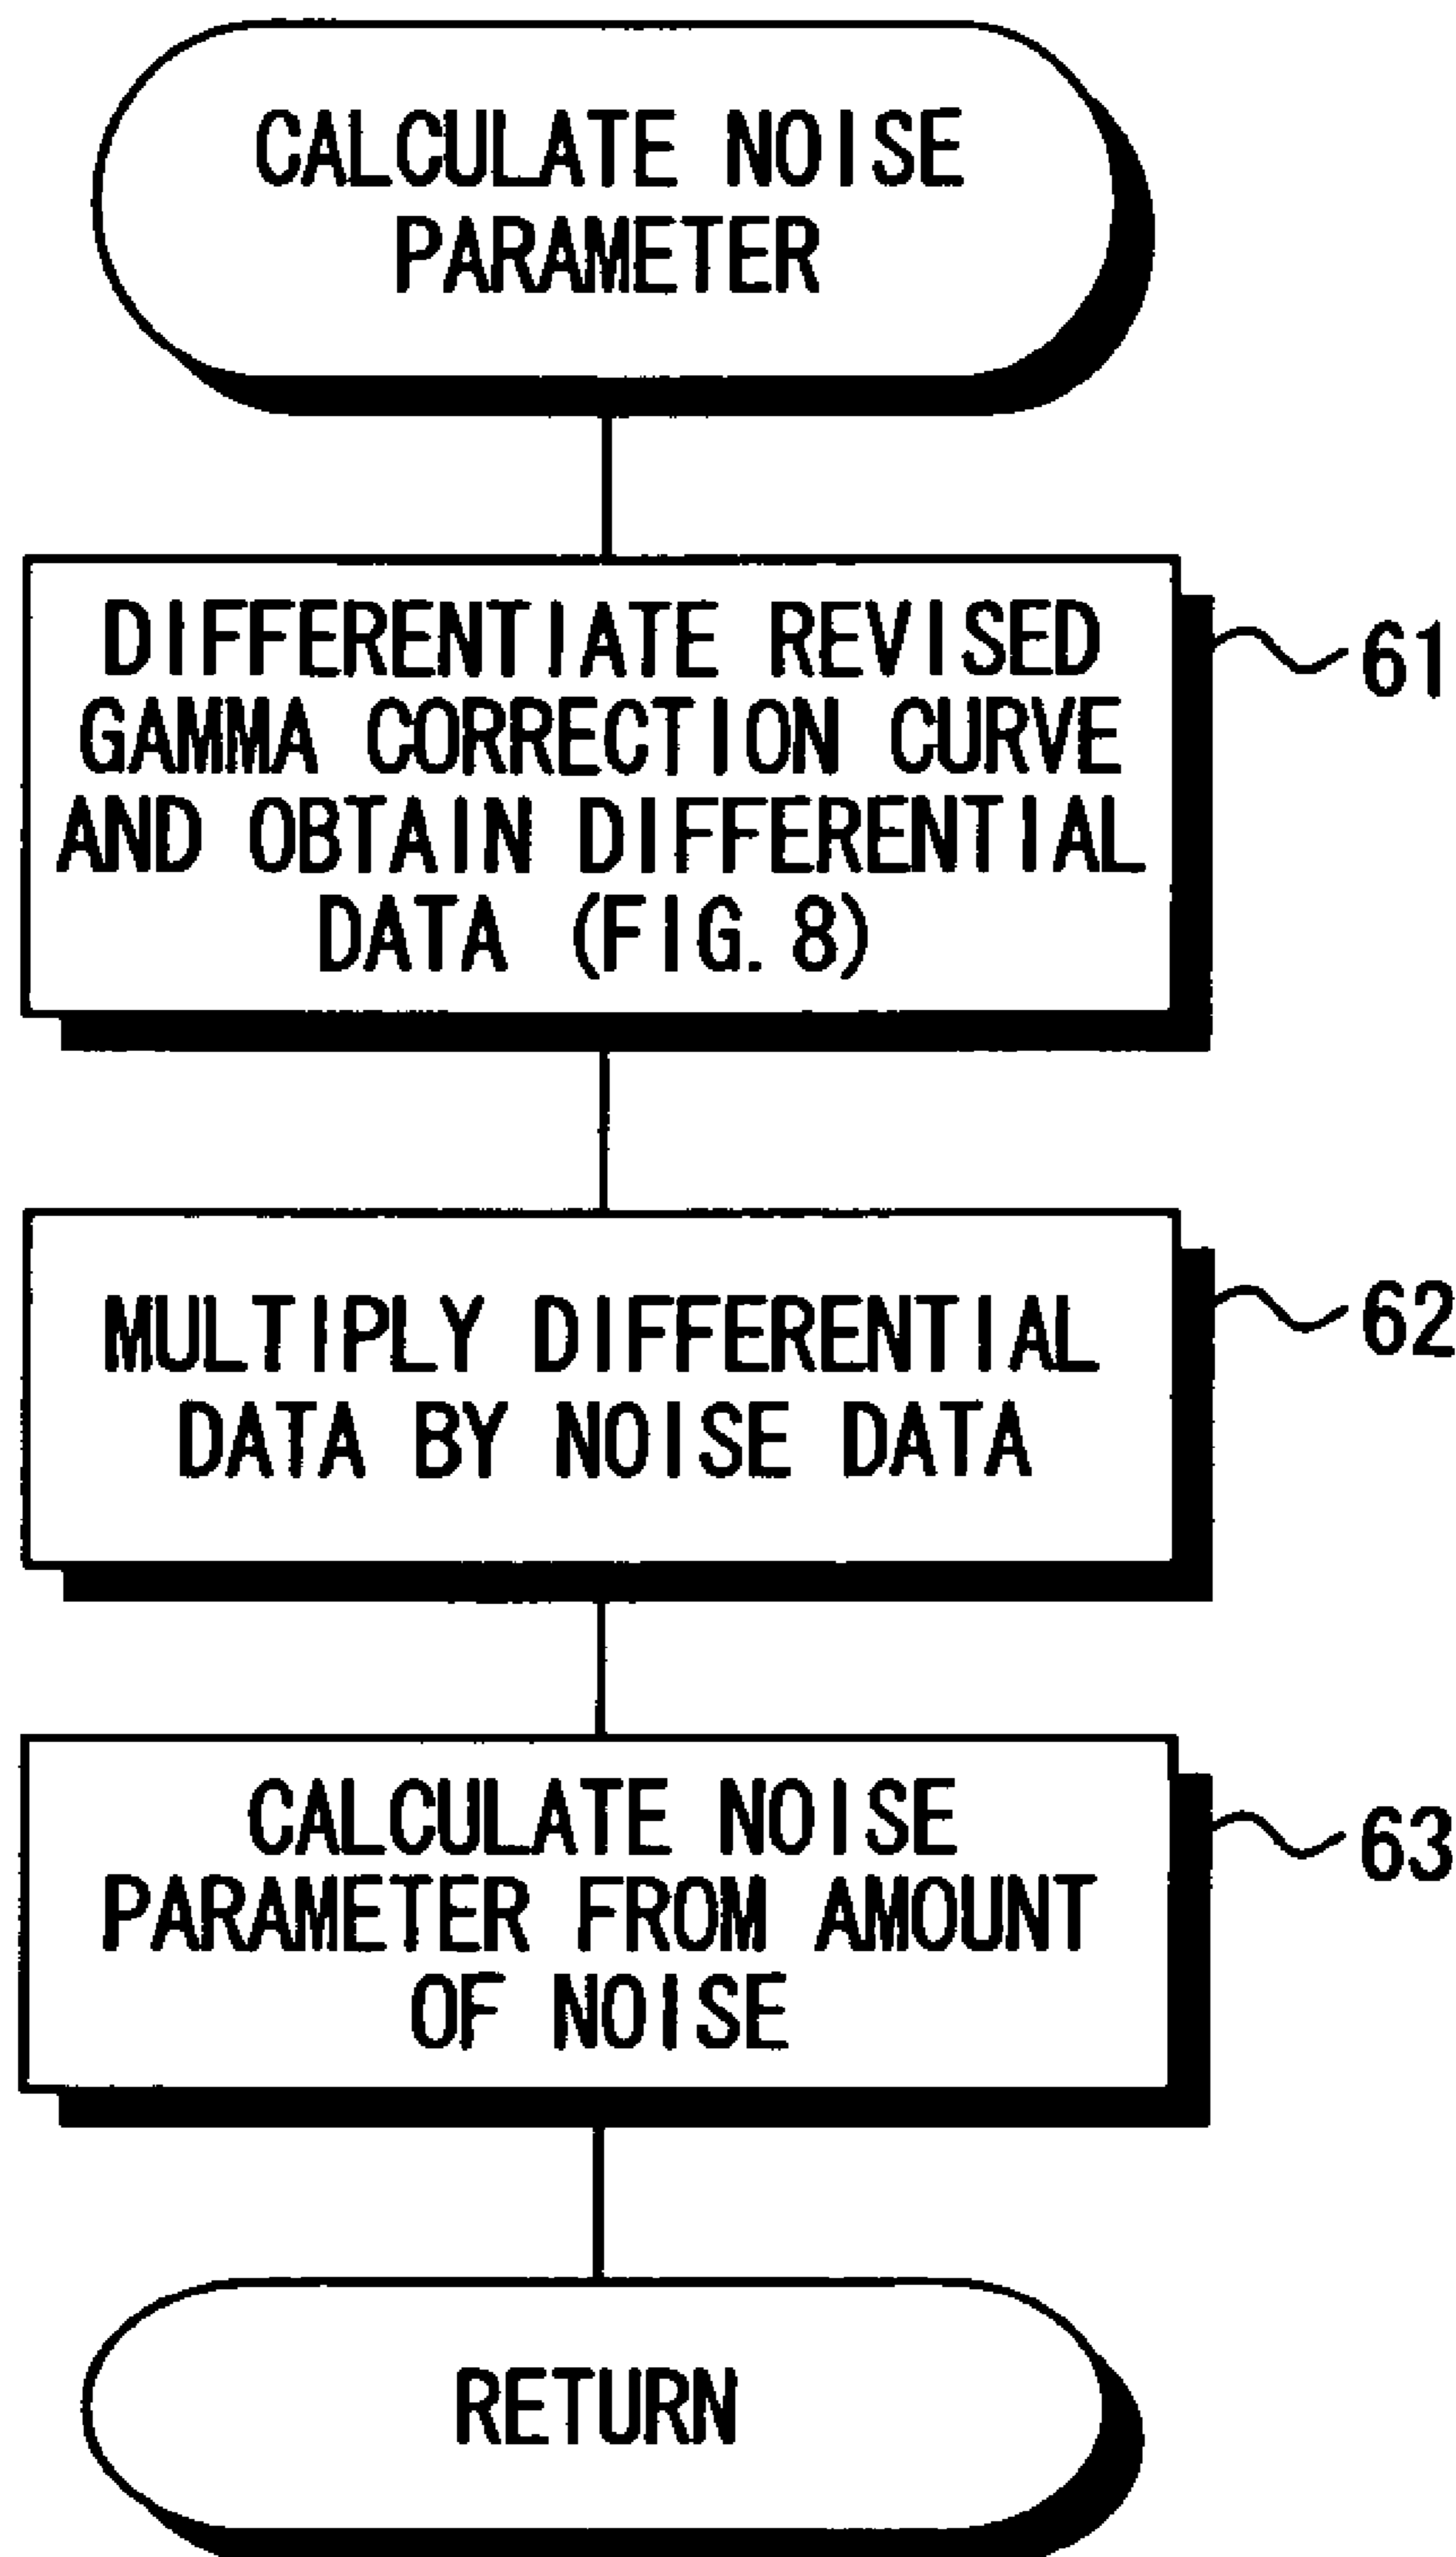 CALCULATE NOISE
PARAMETER
DIFFERENTIATE REVISED
GAMMA CORRECTION CURVE
AND OBTAIN DIFFERENTIAL
DATA (FIG. 8)
61
MULTIPLY DIFFERENTIAL
DATA BY NOISE DATA
62
CALCULATE NOISE
PARAMETER FROM AMOUNT
OF NOISE
63
RETURN